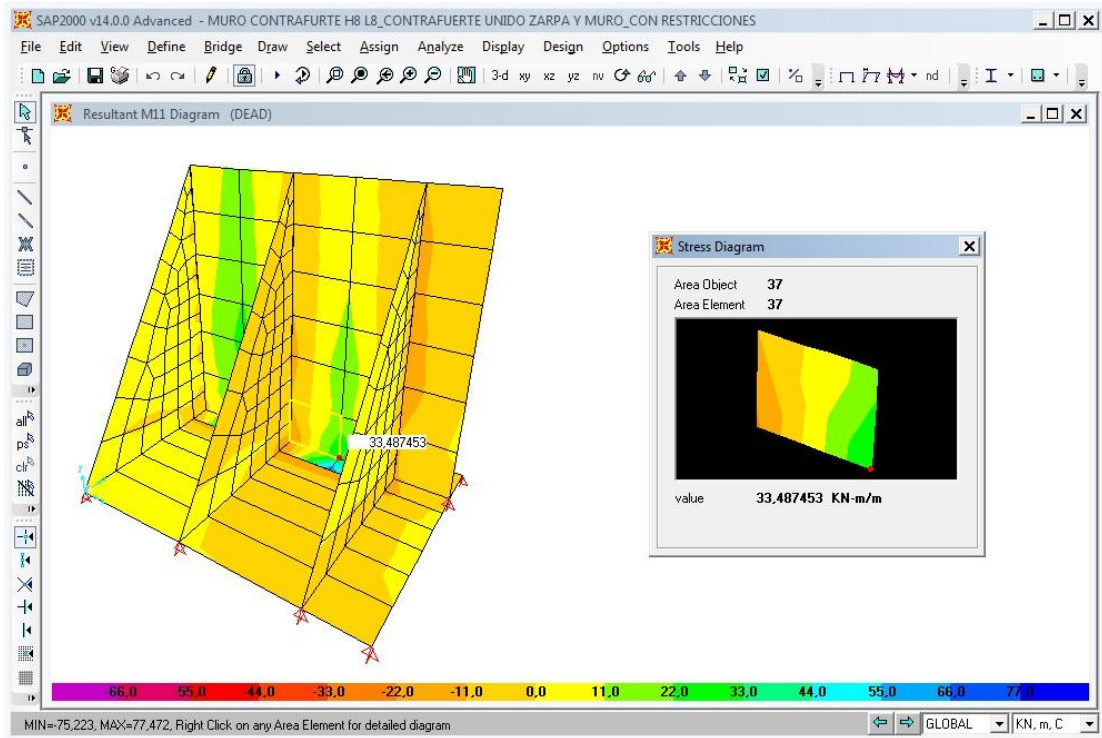 SAP2000 v14.0.0 Advanced - MURO CONTRAFURTE H8 L8_CONTRAFUERTE UNIDO ZARPA Y MURO_CON RESTRICCIONES
File Edit View Define Bridge Draw Select Assign Analyze Display Design Options Tools Help
3-d xy xz yz nv nd
Resultant M11 Diagram (DEAD)
all
ps
clr
33,487453
Stress Diagram
Area Object 37
Area Element 37
value 33,487453 KN-m/m
-66,0 -55,0 -44,0 -33,0 -22,0 -11,0 0,0 11,0 22,0 33,0 44,0 55,0 66,0 77,0
MIN=-75,223, MAX=77,472, Right Click on any Area Element for detailed diagram
GLOBAL KN, m, C